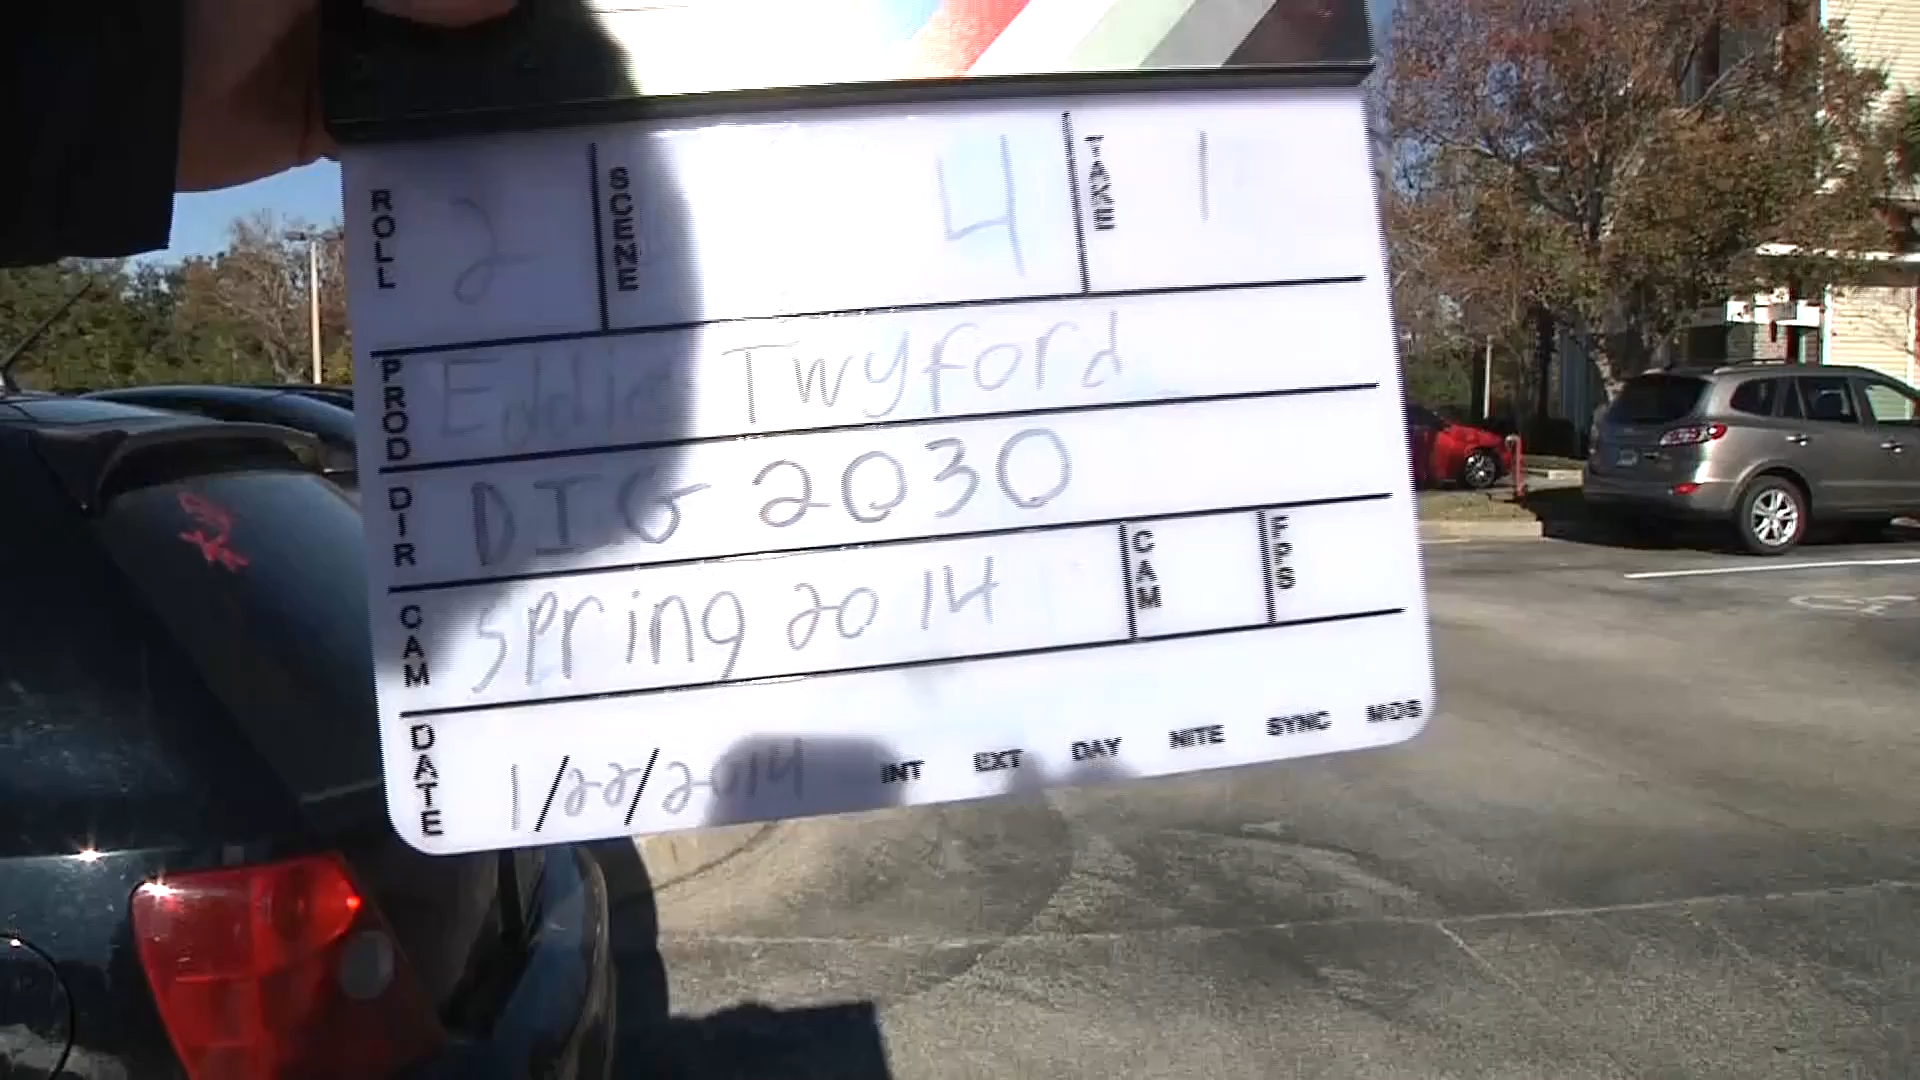 ROLL 2 SCENE 4 TAKE 1
PROD Eddie Twyford
DIR DIG 2030
CAM Spring 2014 CAM FPS
DATE 1/22/2014 INT EXT DAY NITE SYNC MOS